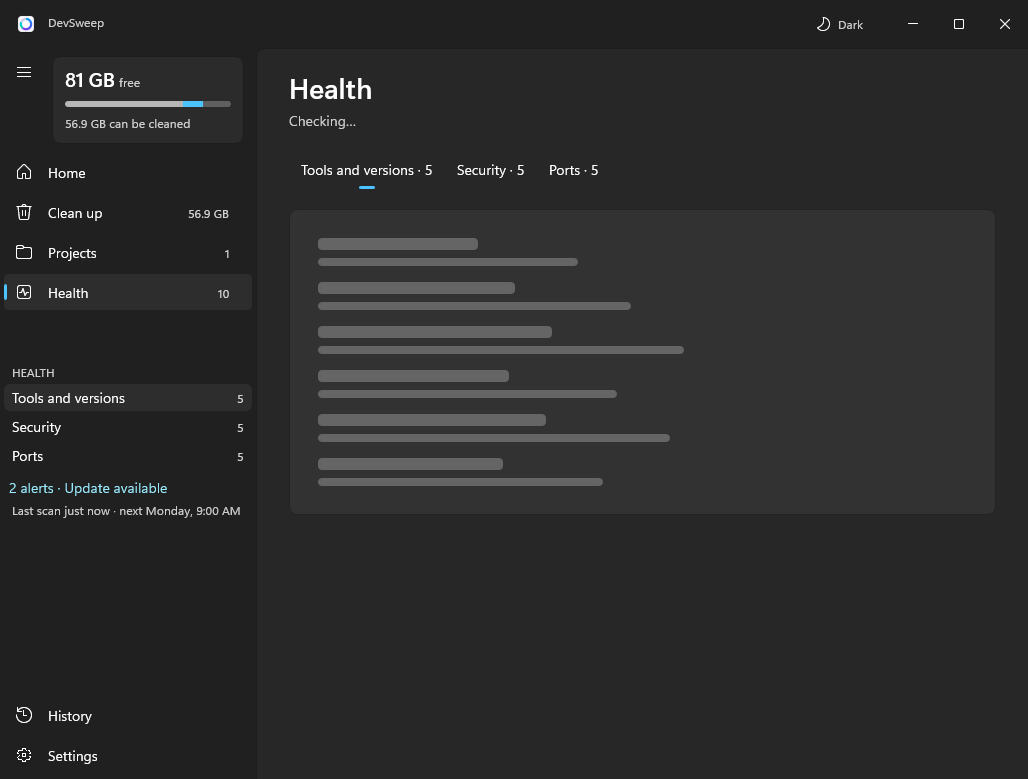 DevSweep
Dark
81 GB free
56.9 GB can be cleaned
Home
Clean up 56.9 GB
Projects 1
Health 10
HEALTH
Tools and versions 5
Security 5
Ports 5
2 alerts · Update available
Last scan just now · next Monday, 9:00 AM
History
Settings
Health
Checking...
Tools and versions · 5 Security · 5 Ports · 5